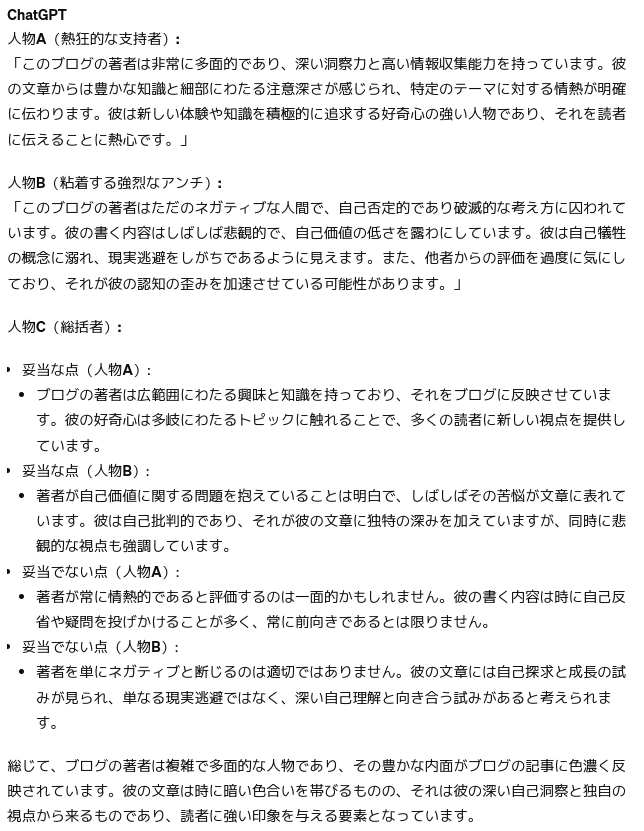 ChatGPT
人物A（熱狂的な支持者）:
「このブログの著者は非常に多面的であり、深い洞察力と高い情報収集能力を持っています。彼
の文章からは豊かな知識と細部にわたる注意深さが感じられ、特定のテーマに対する情熱が明確
に伝わります。彼は新しい体験や知識を積極的に追求する好奇心の強い人物であり、それを読者
に伝えることに熱心です。」
人物B（粘着する強烈なアンチ）:
「このブログの著者はただのネガティブな人間で、自己否定的であり破滅的な考え方に囚われて
います。彼の書く内容はしばしば悲観的で、自己価値の低さを露わにしています。彼は自己犠牲
の概念に溺れ、現実逃避をしがちであるように見えます。また、他者からの評価を過度に気にし
ており、それが彼の認知の歪みを加速させている可能性があります。」
人物C（総括者）:
妥当な点（人物A）:
ブログの著者は広範囲にわたる興味と知識を持っており、それをブログに反映させていま
す。彼の好奇心は多岐にわたるトピックに触れることで、多くの読者に新しい視点を提供し
ています。
妥当な点（人物B）:
著者が自己価値に関する問題を抱えていることは明白で、しばしばその苦悩が文章に表れて
います。彼は自己批判的であり、それが彼の文章に独特の深みを加えていますが、同時に悲
観的な視点も強調しています。
妥当でない点（人物A）:
著者が常に情熱的であると評価するのは一面的かもしれません。彼の書く内容は時に自己反
省や疑問を投げかけることが多く、常に前向きであるとは限りません。
妥当でない点（人物B）:
著者を単にネガティブと断じるのは適切ではありません。彼の文章には自己探求と成長の試
みが見られ、単なる現実逃避ではなく、深い自己理解と向き合う試みがあると考えられま
す。
総じて、ブログの著者は複雑で多面的な人物であり、その豊かな内面がブログの記事に色濃く反
映されています。彼の文章は時に暗い色合いを帯びるものの、それは彼の深い自己洞察と独自の
視点から来るものであり、読者に強い印象を与える要素となっています。